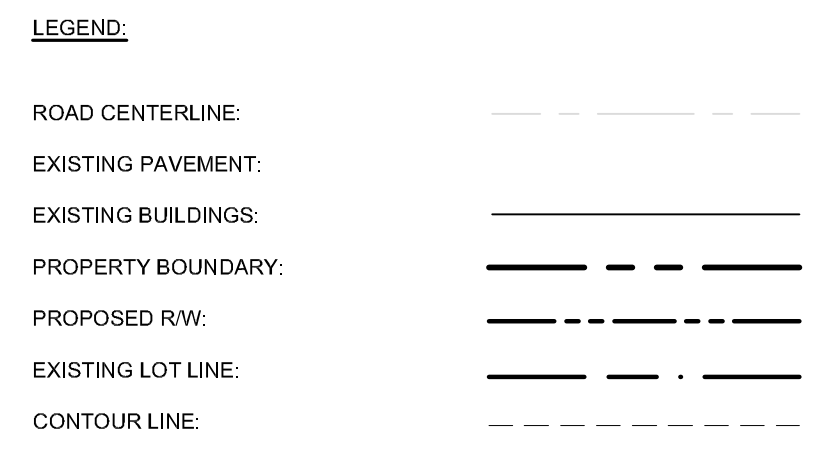 LEGEND:
ROAD CENTERLINE:
EXISTING PAVEMENT:
EXISTING BUILDINGS:
PROPERTY BOUNDARY:
PROPOSED R/W:
EXISTING LOT LINE:
CONTOUR LINE: